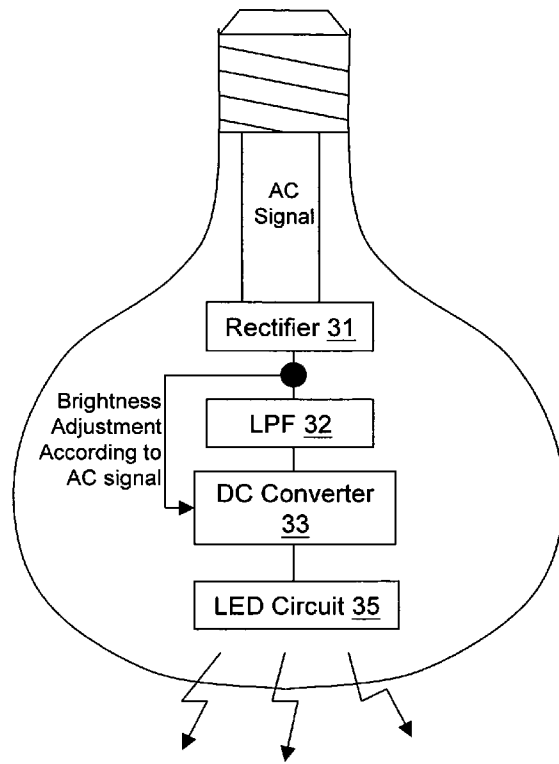 AC
Signal
Rectifier 31
Brightness
Adjustment
According to
AC signal
LPF 32
DC Converter
33
LED Circuit 35